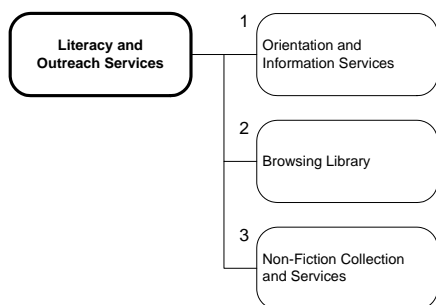 Literacy and
Outreach Services
1
Orientation and
Information Services
2
Browsing Library
3
Non-Fiction Collection
and Services